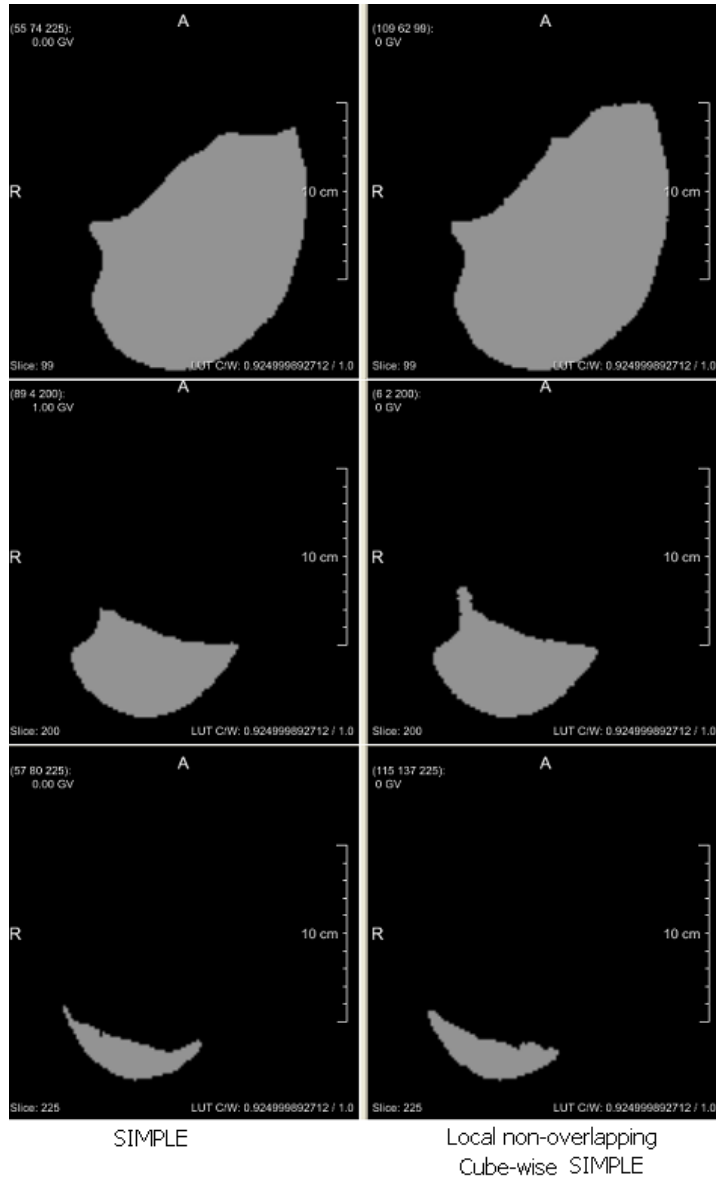 (55 74 225):
0.00 GV
A
R
10 cm
Slice: 99
LUT C/W: 0.924999892712 / 1.0
(109 62 99):
0 GV
A
R
10 cm
Slice: 99
LUT C/W: 0.924999892712 / 1.0
(89 4 200):
1.00 GV
A
R
10 cm
Slice: 200
LUT C/W: 0.924999892712 / 1.0
(6 2 200):
0 GV
A
R
10 cm
Slice: 200
LUT C/W: 0.924999892712 / 1.0
(57 80 225):
0.00 GV
A
R
10 cm
Slice: 225
LUT C/W: 0.924999892712 / 1.0
(115 137 225):
0 GV
A
R
10 cm
Slice: 225
LUT C/W: 0.924999892712 / 1.0
SIMPLE
Local non-overlapping
Cube-wise SIMPLE